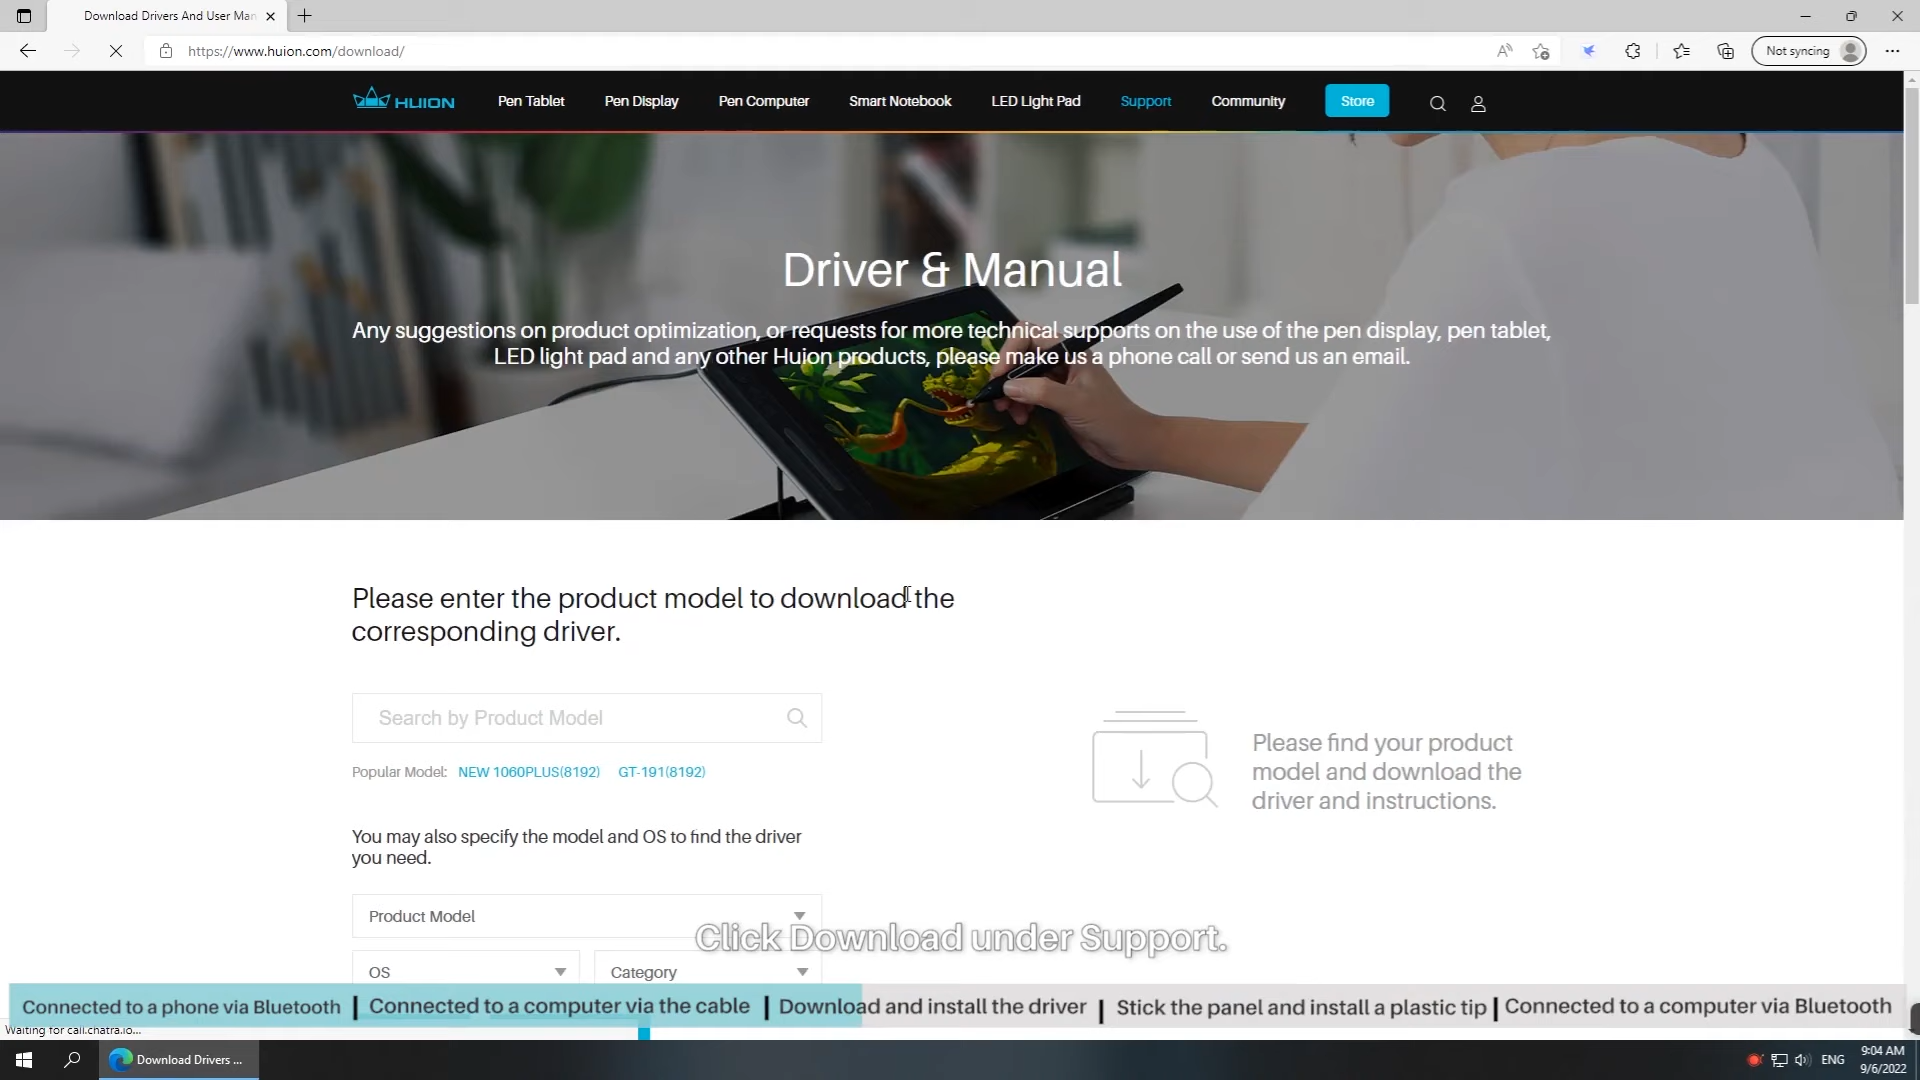 Download Drivers And User Man
https://www.huion.com/download/
Not syncing
HUION
Pen Tablet
Pen Display
Pen Computer
Smart Notebook
LED Light Pad
Support
Community
Store
Driver & Manual
Any suggestions on product optimization, or requests for more technical supports on the use of the pen display, pen tablet,
LED light pad and any other Huion products, please make us a phone call or send us an email.
Please enter the product model to download the
corresponding driver.
Search by Product Model
Popular Model: NEW 1060PLUS(8192) GT-191(8192)
Please find your product
model and download the
driver and instructions.
You may also specify the model and OS to find the driver
you need.
Product Model
Click Download under Support.
OS
Category
Connected to a phone via Bluetooth | Connected to a computer via the cable | Download and install the driver | Stick the panel and install a plastic tip | Connected to a computer via Bluetooth
Waiting for call.chatra.io...
Download Drivers ...
ENG
9:04 AM
9/6/2022